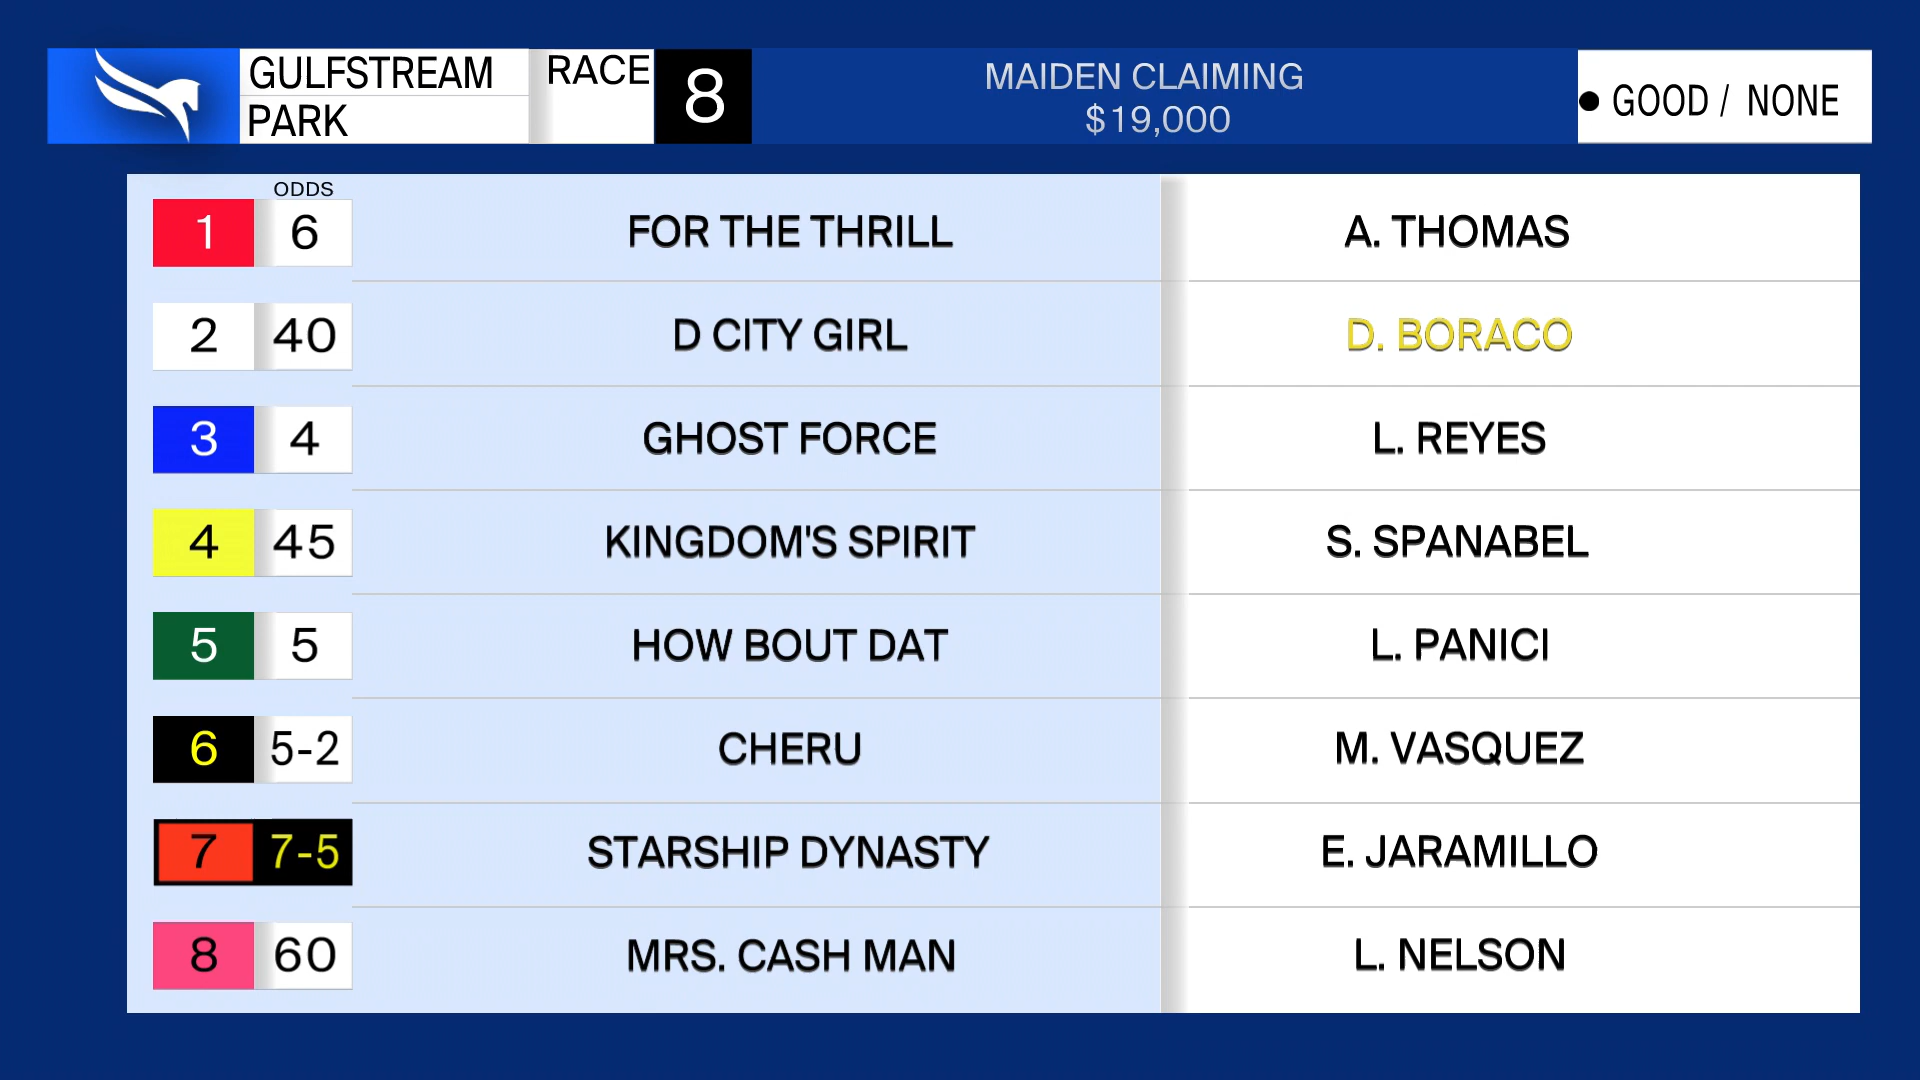 GULFSTREAM
PARK
RACE
8
MAIDEN CLAIMING
$19,000
GOOD / NONE
ODDS
1 6 FOR THE THRILL A. THOMAS
2 40 D CITY GIRL D. BORACO
3 4 GHOST FORCE L. REYES
4 45 KINGDOM'S SPIRIT S. SPANABEL
5 5 HOW BOUT DAT L. PANICI
6 5-2 CHERU M. VASQUEZ
7 7-5 STARSHIP DYNASTY E. JARAMILLO
8 60 MRS. CASH MAN L. NELSON